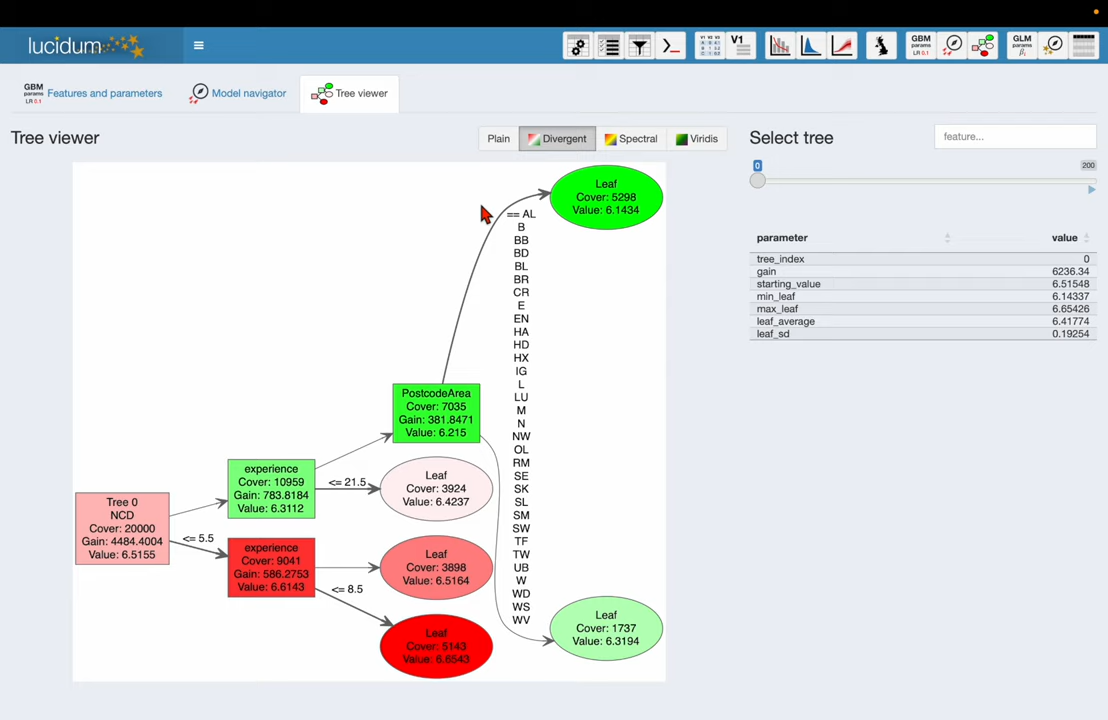 lucidum
V1 V2 V3
V1
GBM
params
LR 0.1
GLM
params
βi
GBM
params
LR 0.1
Features and parameters
Model navigator
Tree viewer
Tree viewer
Plain
Divergent
Spectral
Viridis
Select tree
feature...
0
200
parameter value
tree_index 0
gain 6236.34
starting_value 6.51548
min_leaf 6.14337
max_leaf 6.65426
leaf_average 6.41774
leaf_sd 0.19254
Tree 0
NCD
Cover: 20000
Gain: 4484.4004
Value: 6.5155
<= 5.5
experience
Cover: 10959
Gain: 783.8184
Value: 6.3112
experience
Cover: 9041
Gain: 586.2753
Value: 6.6143
<= 21.5
<= 8.5
PostcodeArea
Cover: 7035
Gain: 381.8471
Value: 6.215
Leaf
Cover: 3924
Value: 6.4237
Leaf
Cover: 3898
Value: 6.5164
Leaf
Cover: 5143
Value: 6.6543
== AL
B
BB
BD
BL
BR
CR
E
EN
HA
HD
HX
IG
L
LU
M
N
NW
OL
RM
SE
SK
SL
SM
SW
TF
TW
UB
W
WD
WS
WV
Leaf
Cover: 5298
Value: 6.1434
Leaf
Cover: 1737
Value: 6.3194